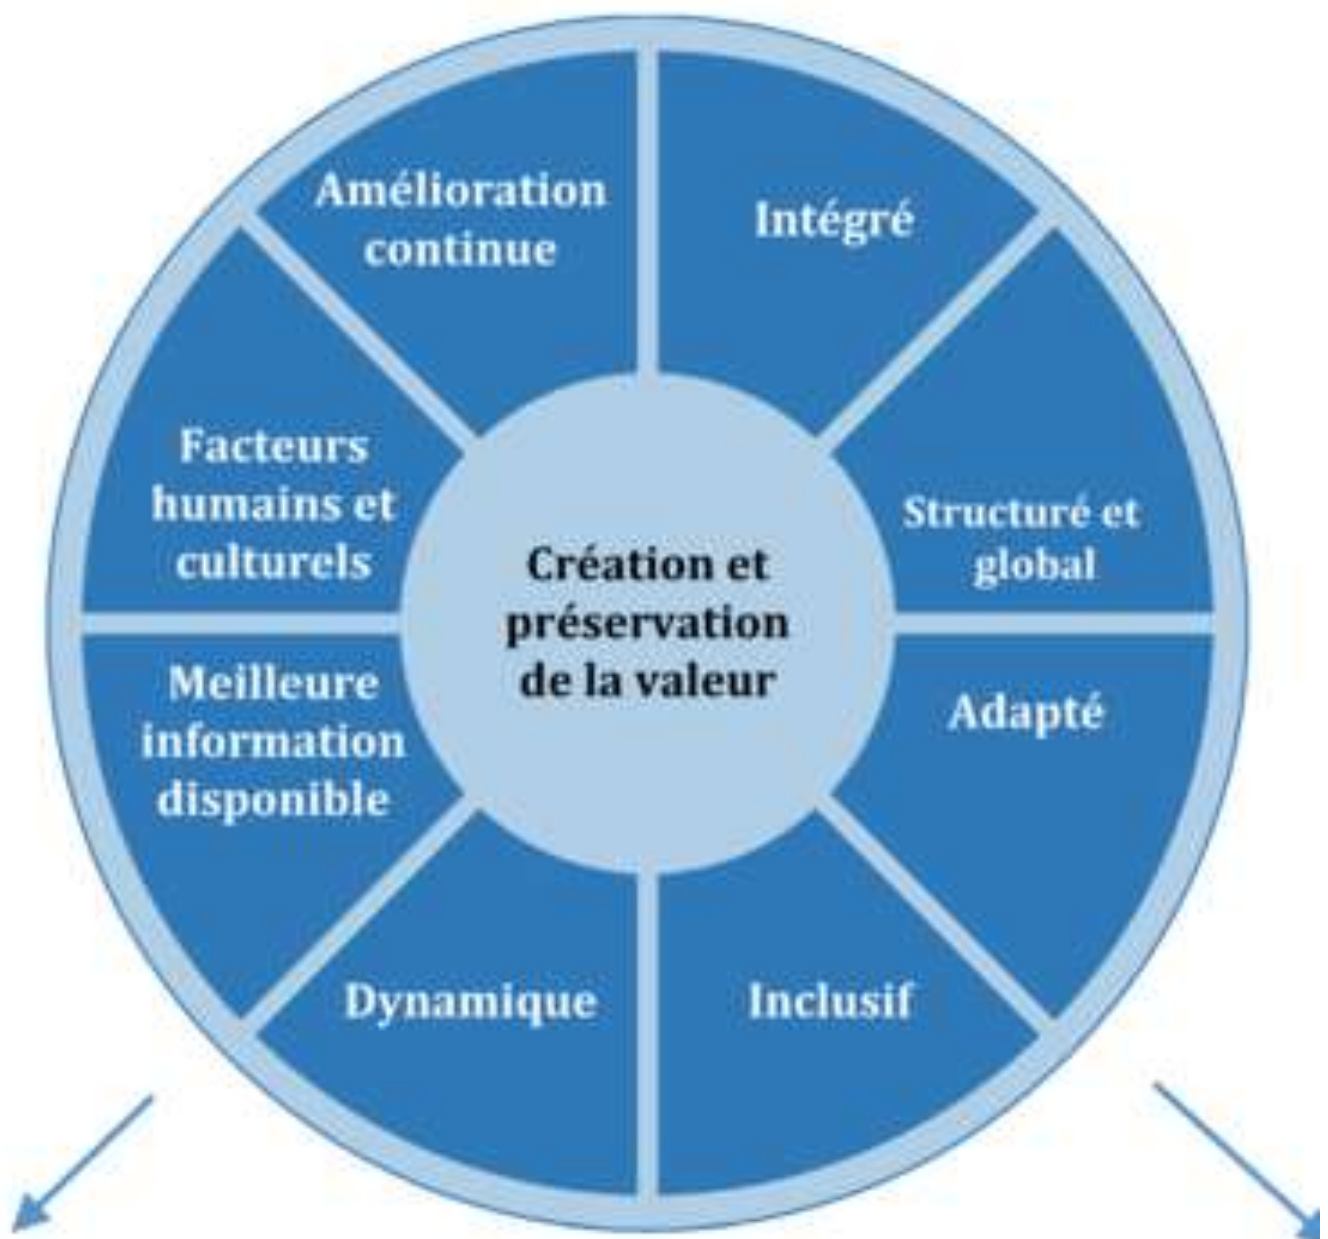 Amélioration
continue
Intégré
Facteurs
humains et
culturels
Structuré et
global
Création et
préservation
de la valeur
Meilleure
information
disponible
Adapté
Dynamique
Inclusif